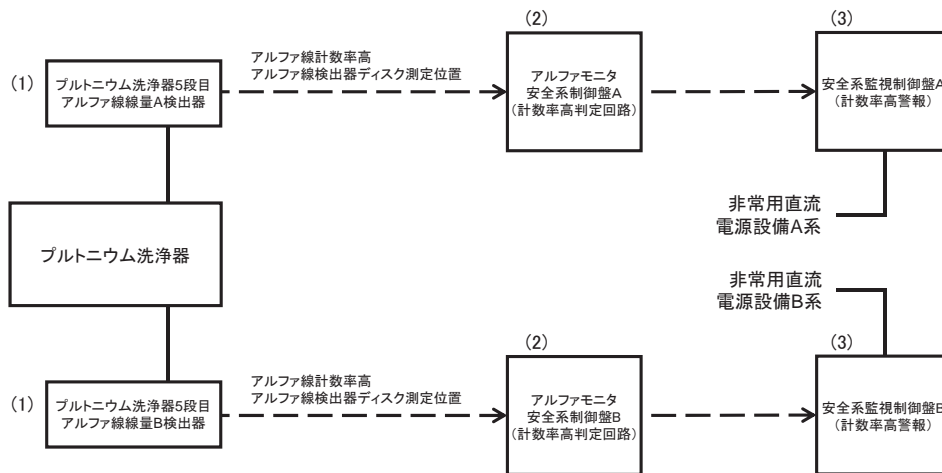 (1)
プルトニウム洗浄器5段目
アルファ線線量A検出器
アルファ線計数率高
アルファ線検出器ディスク測定位置
(2)
アルファモニタ
安全系制御盤A
(計数率高判定回路)
(3)
安全系監視制御盤A
(計数率高警報)
非常用直流
電源設備A系
プルトニウム洗浄器
非常用直流
電源設備B系
(1)
プルトニウム洗浄器5段目
アルファ線線量B検出器
アルファ線計数率高
アルファ線検出器ディスク測定位置
(2)
アルファモニタ
安全系制御盤B
(計数率高判定回路)
(3)
安全系監視制御盤B
(計数率高警報)